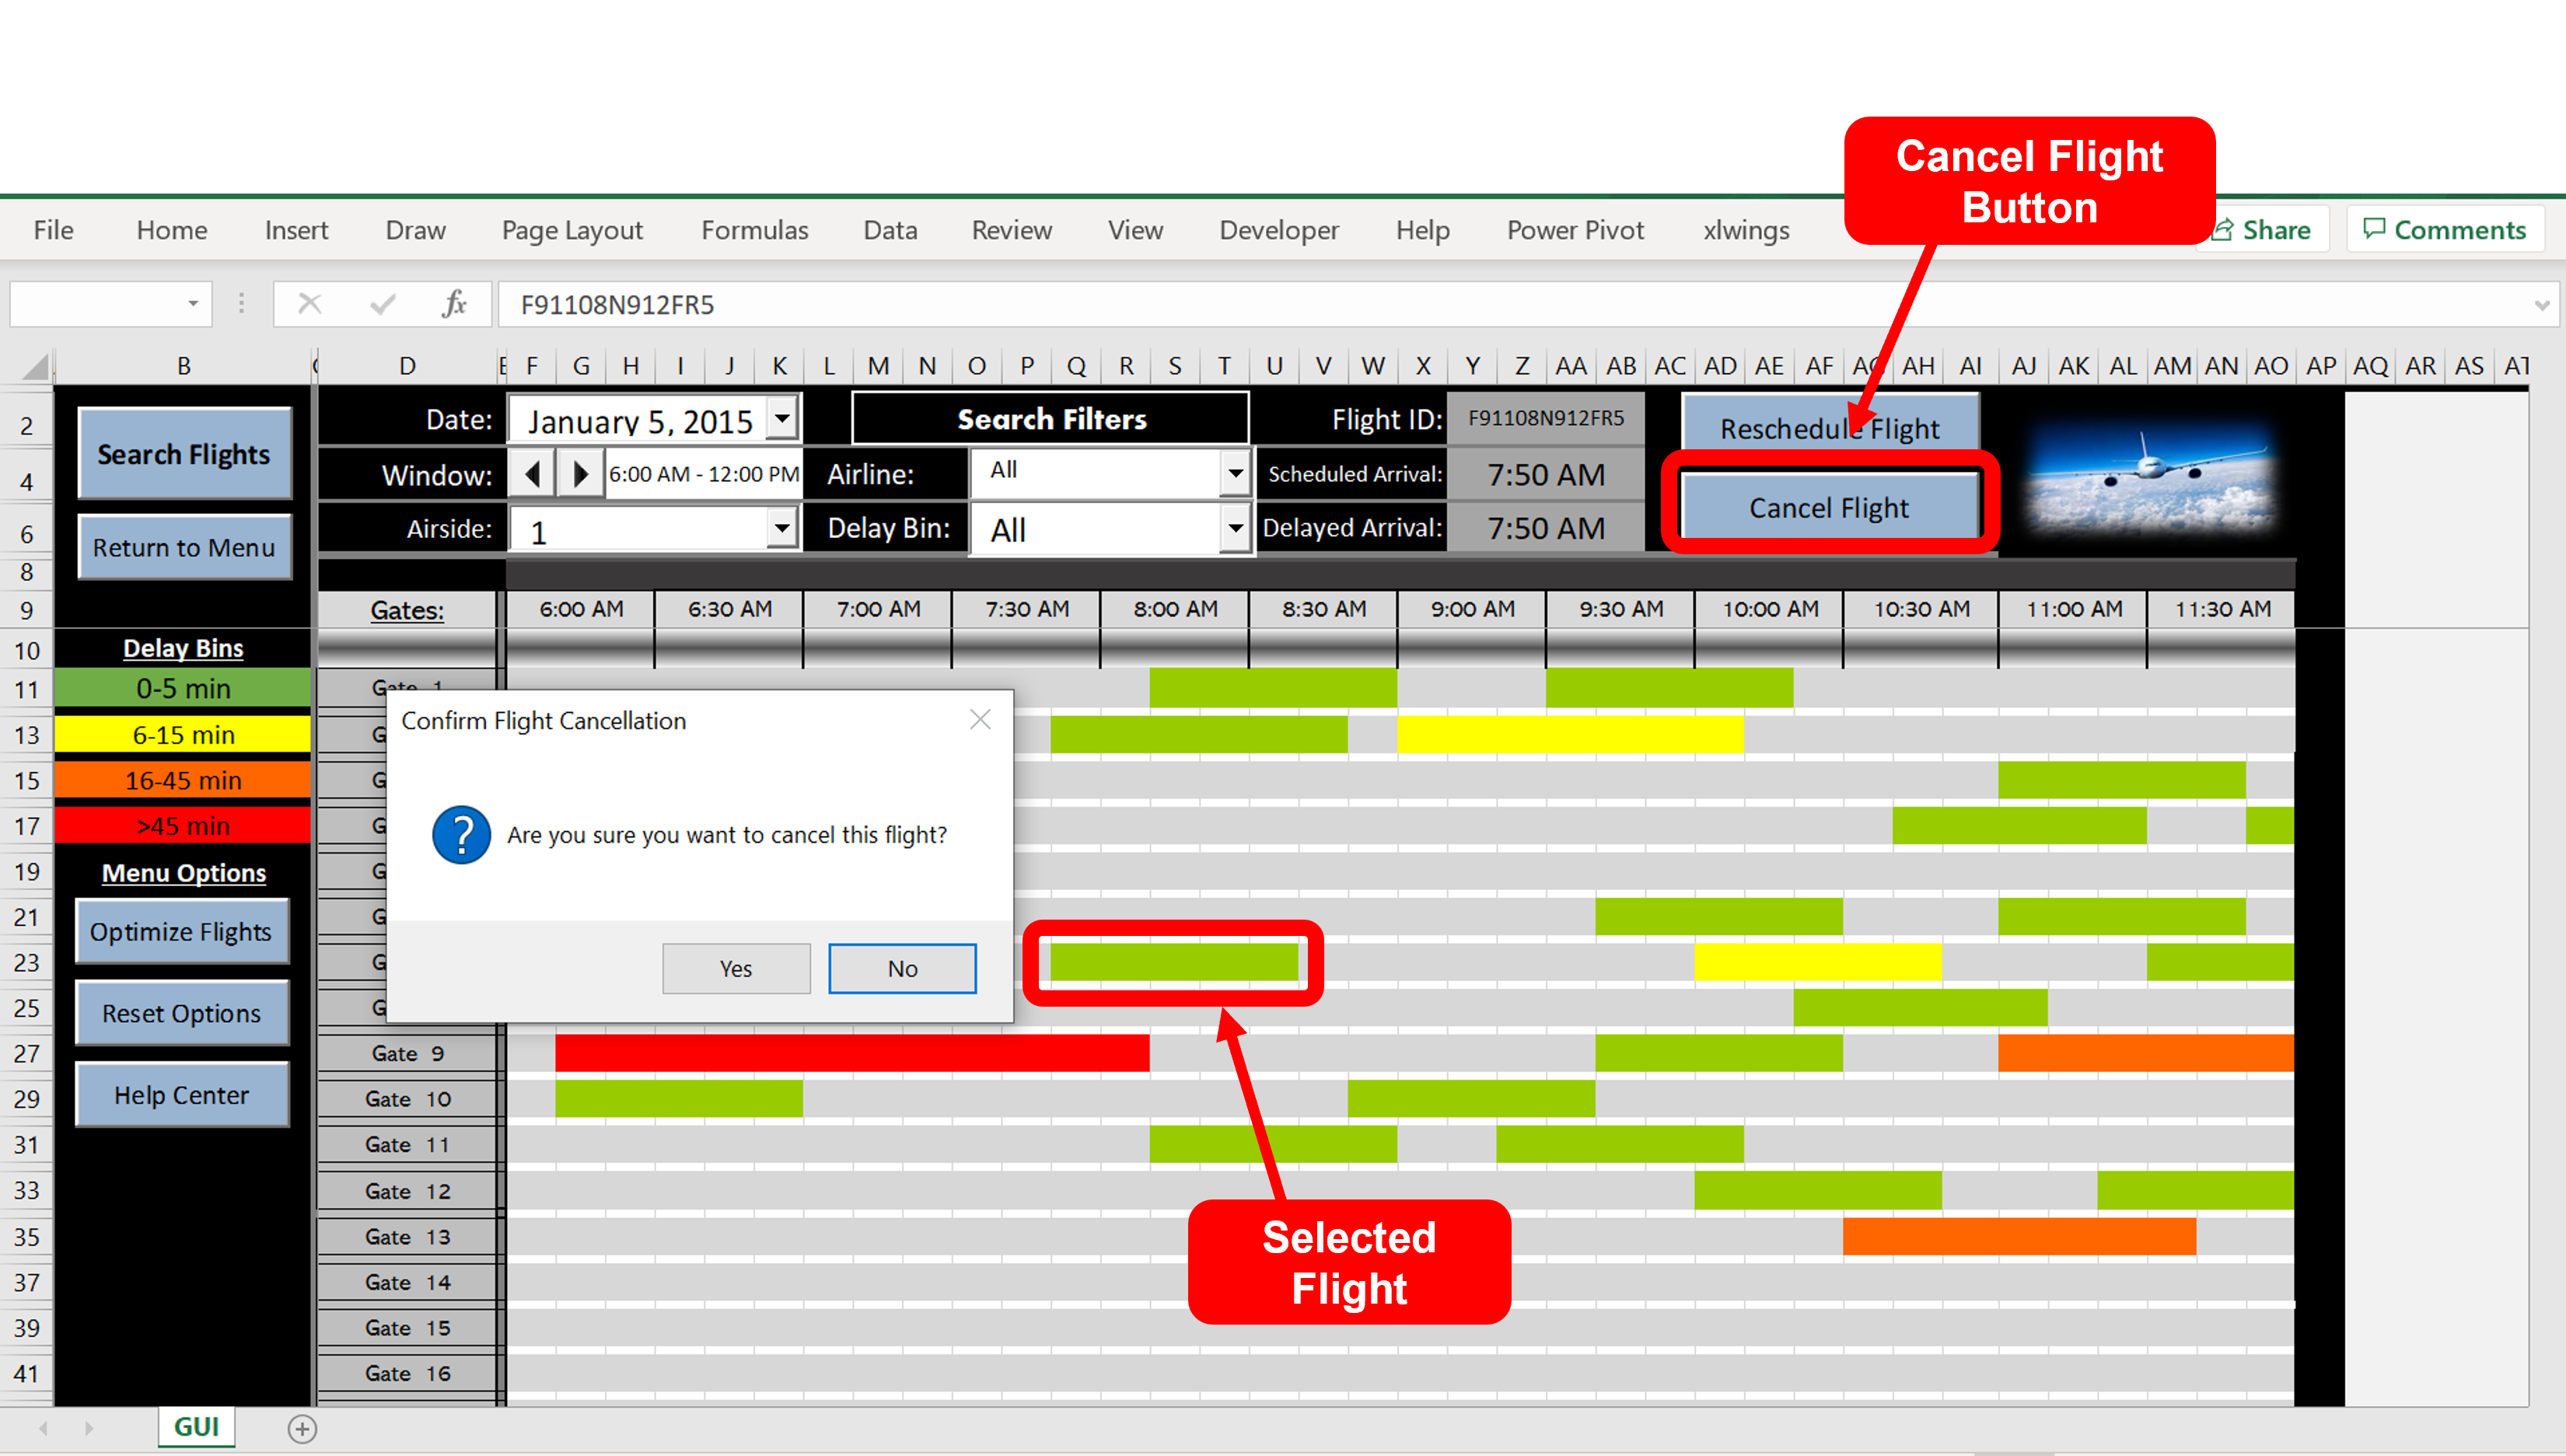 Cancel Flight
Button
File Home Insert Draw Page Layout Formulas Data Review View Developer Help Power Pivot xlwings Share Comments
fx F91108N912FR5
B D F G H I J K L M N O P Q R S T U V W X Y Z AA AB AC AD AE AF AH AI AJ AK AL AM AN AO AP AQ AR AS AT
2 Date: January 5, 2015 Search Filters Flight ID: F91108N912FR5 Reschedule Flight
Search Flights
4 Window: 6:00 AM - 12:00 PM Airline: All Scheduled Arrival: 7:50 AM
Cancel Flight
6 Return to Menu Airside: 1 Delay Bin: All Delayed Arrival: 7:50 AM
8
9 Gates: 6:00 AM 6:30 AM 7:00 AM 7:30 AM 8:00 AM 8:30 AM 9:00 AM 9:30 AM 10:00 AM 10:30 AM 11:00 AM 11:30 AM
10 Delay Bins
11 0-5 min Gate 1
Confirm Flight Cancellation
13 6-15 min
15 16-45 min
17 >45 min
? Are you sure you want to cancel this flight?
19 Menu Options
21 Optimize Flights
23
Yes No
25 Reset Options
27 Gate 9
29 Help Center Gate 10
31 Gate 11
33 Gate 12
35 Gate 13
Selected
Flight
37 Gate 14
39 Gate 15
41 Gate 16
GUI